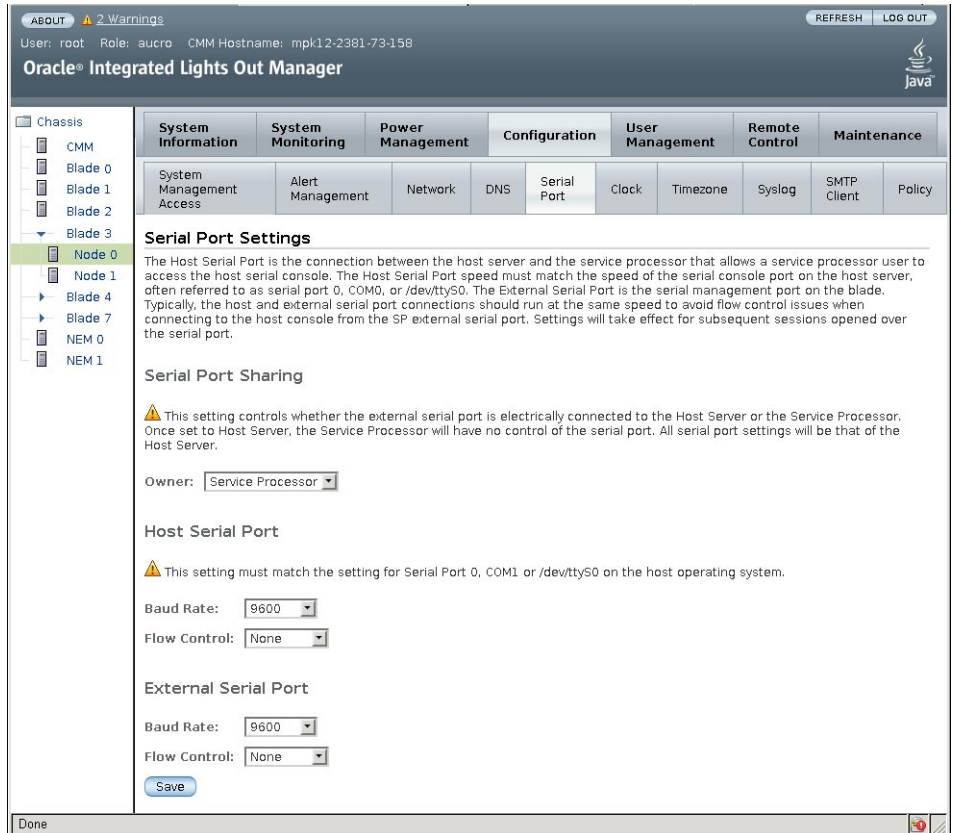 ABOUT 2 Warnings REFRESH LOG OUT
User: root Role: aucro CMM Hostname: mpk12-2381-73-158
Oracle® Integrated Lights Out Manager
Java™
Chassis
CMM
Blade 0
Blade 1
Blade 2
Blade 3
Node 0
Node 1
Blade 4
Blade 7
NEM 0
NEM 1
System Information
System Monitoring
Power Management
Configuration
User Management
Remote Control
Maintenance
System Management Access
Alert Management
Network
DNS
Serial Port
Clock
Timezone
Syslog
SMTP Client
Policy
Serial Port Settings
The Host Serial Port is the connection between the host server and the service processor that allows a service processor user to
access the host serial console. The Host Serial Port speed must match the speed of the serial console port on the host server,
often referred to as serial port 0, COM0, or /dev/ttyS0. The External Serial Port is the serial management port on the blade.
Typically, the host and external serial port connections should run at the same speed to avoid flow control issues when
connecting to the host console from the SP external serial port. Settings will take effect for subsequent sessions opened over
the serial port.
Serial Port Sharing
This setting controls whether the external serial port is electrically connected to the Host Server or the Service Processor.
Once set to Host Server, the Service Processor will have no control of the serial port. All serial port settings will be that of the
Host Server.
Owner: Service Processor
Host Serial Port
This setting must match the setting for Serial Port 0, COM1 or /dev/ttyS0 on the host operating system.
Baud Rate: 9600
Flow Control: None
External Serial Port
Baud Rate: 9600
Flow Control: None
Save
Done